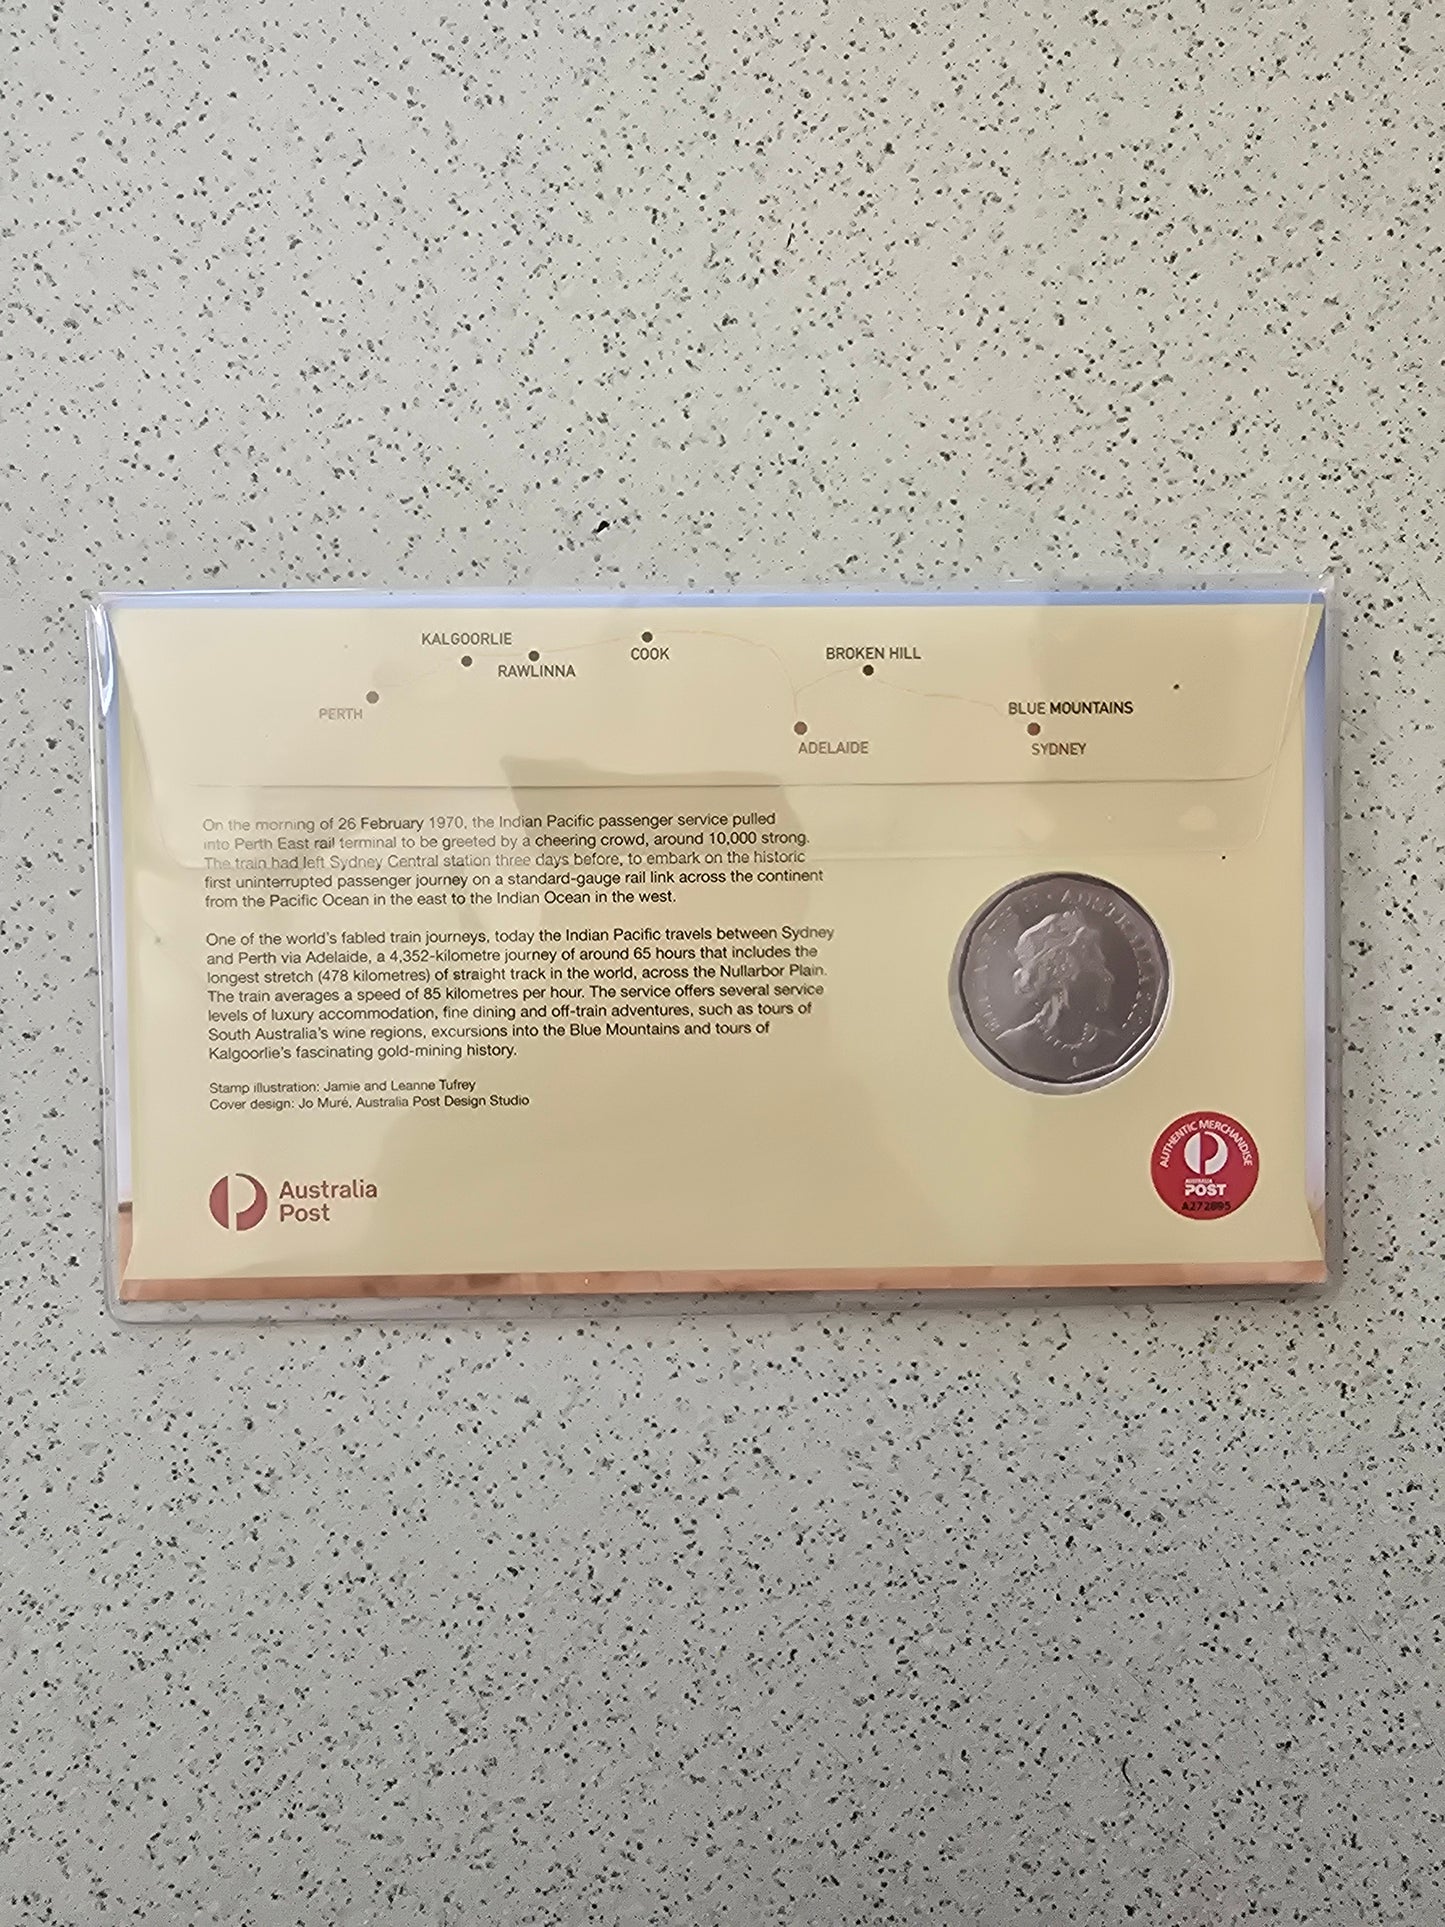 KALGOORLIE
RAWLINNA
COOK
BROKEN HILL
PERTH
BLUE MOUNTAINS
ADELAIDE
SYDNEY
On the morning of 26 February 1970, the Indian Pacific passenger service pulled
into Perth East rail terminal to be greeted by a cheering crowd, around 10,000 strong.
The train had left Sydney Central station three days before, to embark on the historic
first uninterrupted passenger journey on a standard-gauge rail link across the continent
from the Pacific Ocean in the east to the Indian Ocean in the west.
One of the world's fabled train journeys, today the Indian Pacific travels between Sydney
and Perth via Adelaide, a 4,352-kilometre journey of around 65 hours that includes the
longest stretch (478 kilometres) of straight track in the world, across the Nullarbor Plain.
The train averages a speed of 85 kilometres per hour. The service offers several service
levels of luxury accommodation, fine dining and off-train adventures, such as tours of
South Australia's wine regions, excursions into the Blue Mountains and tours of
Kalgoorlie's fascinating gold-mining history.
Stamp illustration: Jamie and Leanne Tufrey
Cover design: Jo Muré, Australia Post Design Studio
AUSTRALIA
Australia
Post
AUTHENTIC MERCHANDISE
AUSTRALIA
POST
A272895